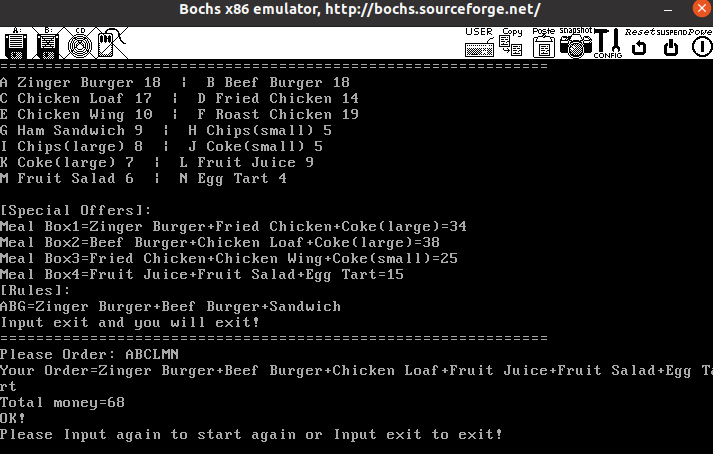 Bochs x86 emulator, http://bochs.sourceforge.net/
A: B: CD USER Copy Paste snapshot CONFIG Reset SUSPEND Powe
===============================================================
A Zinger Burger 18 ¦ B Beef Burger 18
C Chicken Loaf 17 ¦ D Fried Chicken 14
E Chicken Wing 10 ¦ F Roast Chicken 19
G Ham Sandwich 9 ¦ H Chips(small) 5
I Chips(large) 8 ¦ J Coke(small) 5
K Coke(large) 7 ¦ L Fruit Juice 9
M Fruit Salad 6 ¦ N Egg Tart 4
[Special Offers]:
Meal Box1=Zinger Burger+Fried Chicken+Coke(large)=34
Meal Box2=Beef Burger+Chicken Loaf+Coke(large)=38
Meal Box3=Fried Chicken+Chicken Wing+Coke(small)=25
Meal Box4=Fruit Juice+Fruit Salad+Egg Tart=15
[Rules]:
ABG=Zinger Burger+Beef Burger+Sandwich
Input exit and you will exit!
===============================================================
Please Order: ABCLMN
Your Order=Zinger Burger+Beef Burger+Chicken Loaf+Fruit Juice+Fruit Salad+Egg Ta
rt
Total money=68
OK!
Please Input again to start again or Input exit to exit!